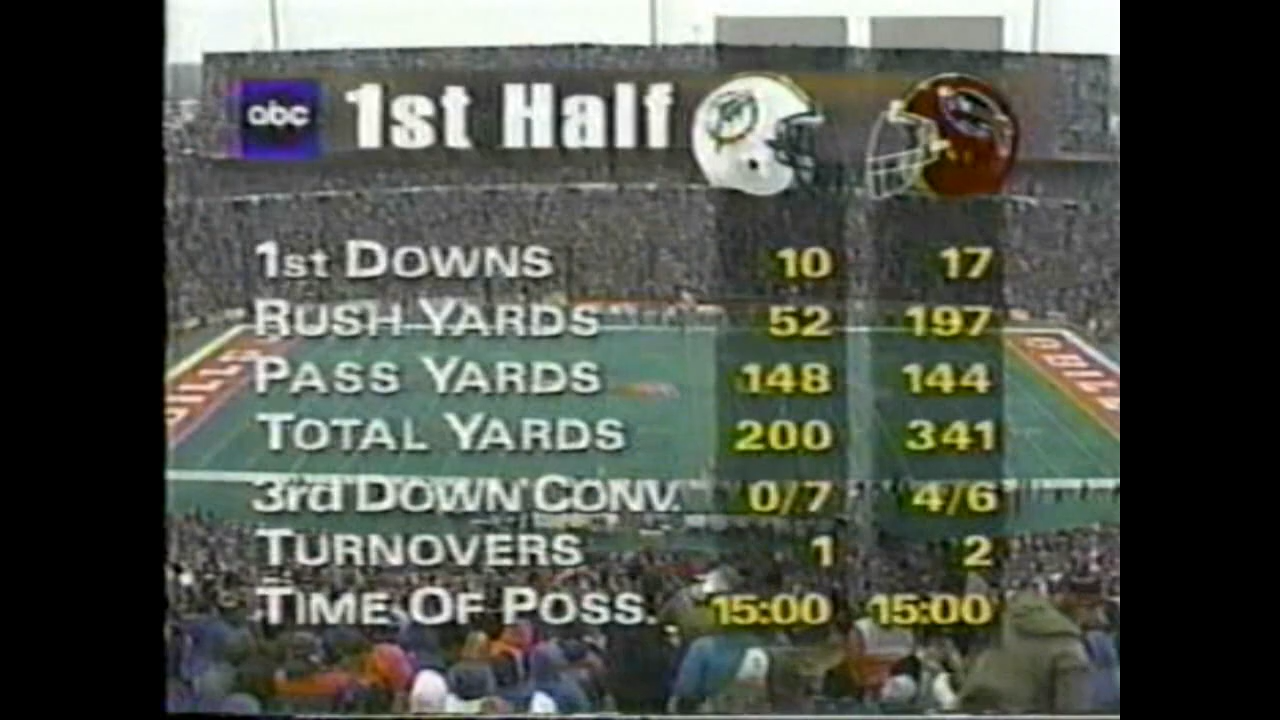 abc 1st Half
1st DOWNS 10 17
RUSH YARDS 52 197
PASS YARDS 148 144
TOTAL YARDS 200 341
3rd DOWN CONV. 0/7 4/6
TURNOVERS 1 2
TIME OF POSS. 15:00 15:00